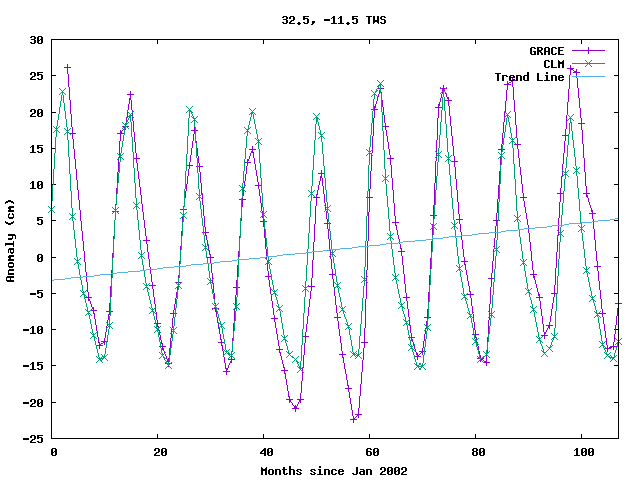 32.5, -11.5 TWS
30
25
20
15
10
5
0
-5
-10
-15
-20
-25
Anomaly (cm)
GRACE
CLM
Trend Line
0 20 40 60 80 100
Months since Jan 2002